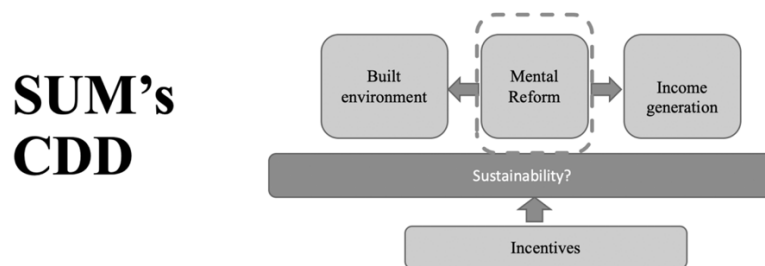 SUM’s
CDD
Built
environment
Mental
Reform
Income
generation
Sustainability?
Incentives